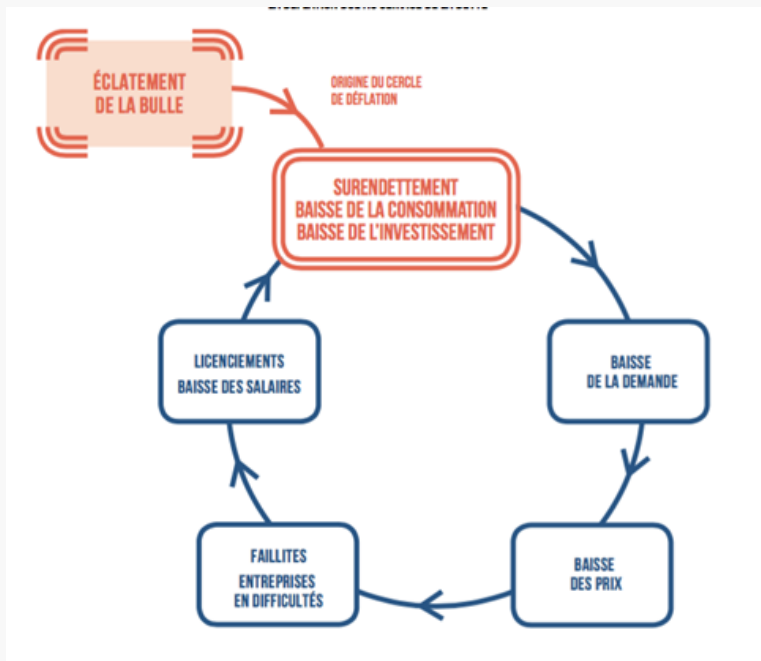 ÉCLATEMENT
DE LA BULLE
ORIGINE DU CERCLE
DE DÉFLATION
SURENDETTEMENT
BAISSE DE LA CONSOMMATION
BAISSE DE L'INVESTISSEMENT
BAISSE
DE LA DEMANDE
BAISSE
DES PRIX
FAILLITES
ENTREPRISES
EN DIFFICULTÉS
LICENCIEMENTS
BAISSE DES SALAIRES